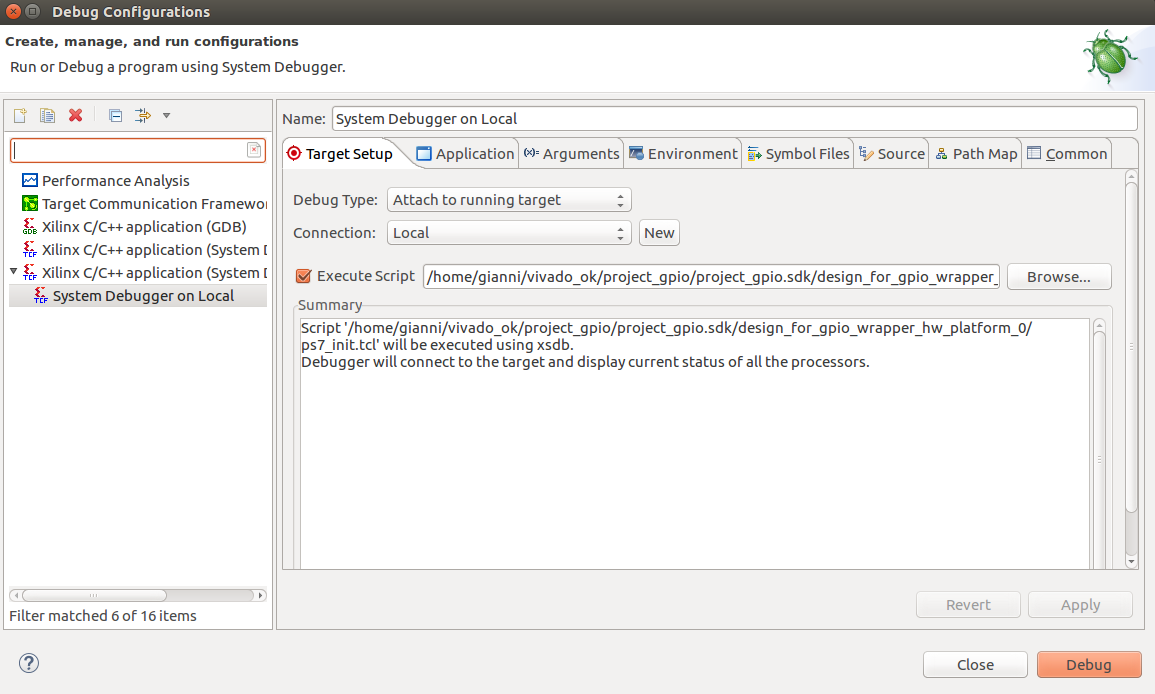 Debug Configurations
Create, manage, and run configurations
Run or Debug a program using System Debugger.
Performance Analysis
Target Communication Framewor
Xilinx C/C++ application (GDB)
Xilinx C/C++ application (System D
Xilinx C/C++ application (System D
System Debugger on Local
Filter matched 6 of 16 items
Name: System Debugger on Local
Target Setup Application Arguments Environment Symbol Files Source Path Map Common
Debug Type: Attach to running target
Connection: Local New
Execute Script /home/gianni/vivado_ok/project_gpio/project_gpio.sdk/design_for_gpio_wrapper_ Browse...
Summary
Script '/home/gianni/vivado_ok/project_gpio/project_gpio.sdk/design_for_gpio_wrapper_hw_platform_0/
ps7_init.tcl' will be executed using xsdb.
Debugger will connect to the target and display current status of all the processors.
Revert Apply
Close Debug